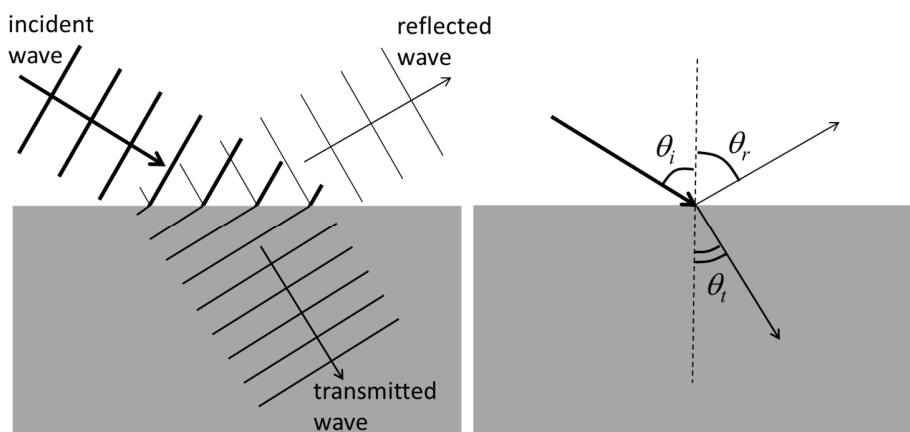 incident
wave
reflected
wave
transmitted
wave
θi
θr
θt